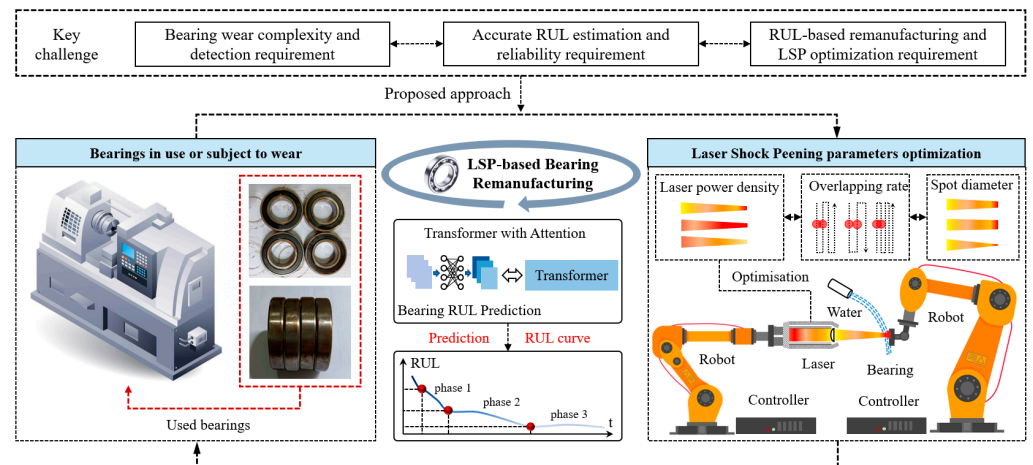 Key
challenge
Bearing wear complexity and
detection requirement
Accurate RUL estimation and
reliability requirement
RUL-based remanufacturing and
LSP optimization requirement
Proposed approach
Bearings in use or subject to wear
Used bearings
LSP-based Bearing
Remanufacturing
Transformer with Attention
Transformer
Bearing RUL Prediction
Prediction
RUL curve
RUL
phase 1
phase 2
phase 3
t
Laser Shock Peening parameters optimization
Laser power density
Overlapping rate
Spot diameter
Optimisation
Water
Robot
Robot
Laser
Bearing
Controller
Controller